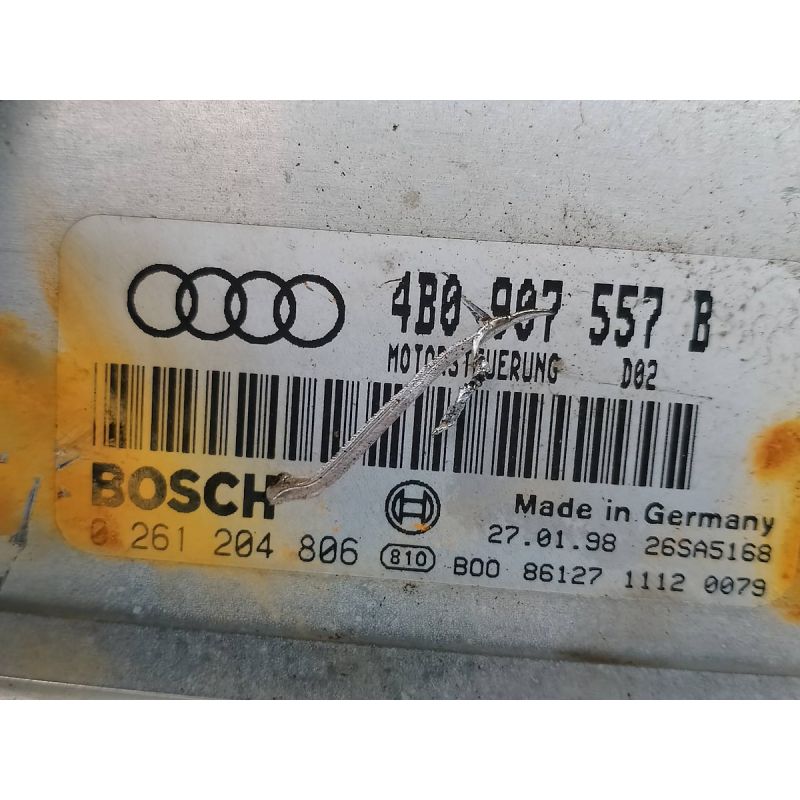 4B0 907 557 B
MOTORSTEUERUNG D02
BOSCH
Made in Germany
0 261 204 806
27.01.98 26SA5168
810 B00 86127 1112 0079